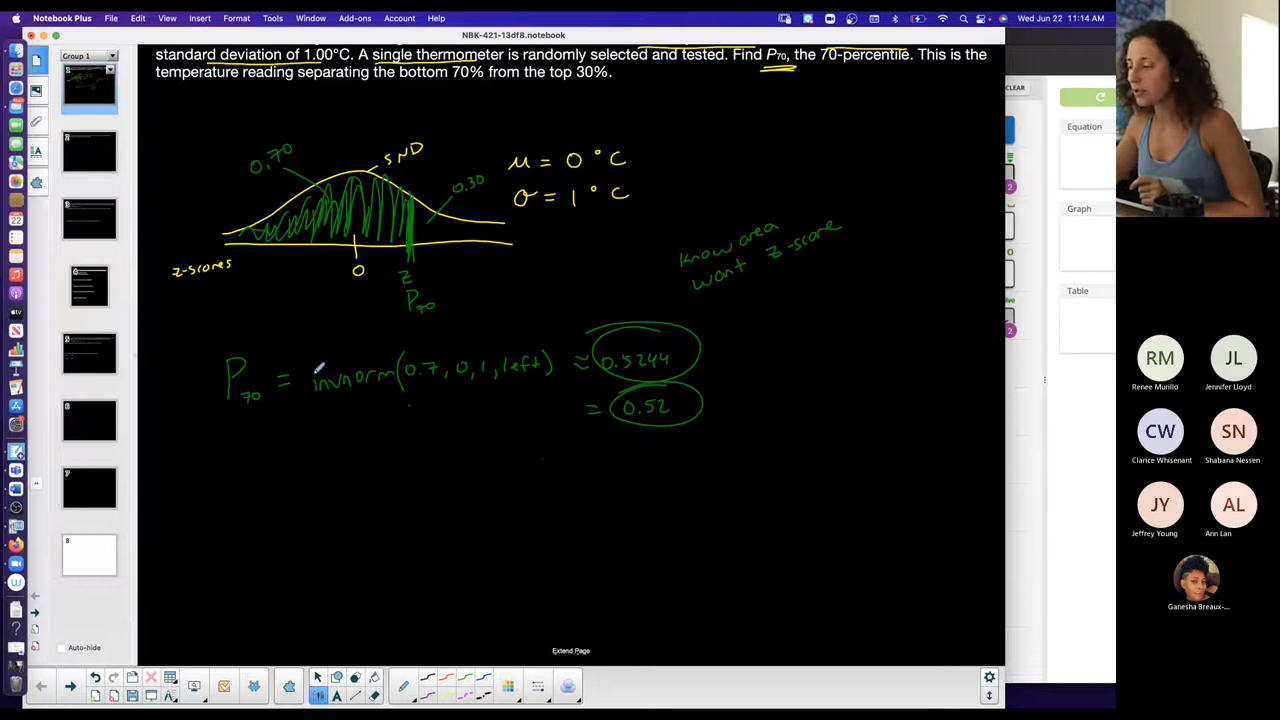 Notebook Plus File Edit View Insert Format Tools Window Add-ons Account Help
Wed Jun 22 11:14 AM
NBK-421-13df8.notebook
Group 1
standard deviation of 1.00°C. A single thermometer is randomly selected and tested. Find P70, the 70-percentile. This is the
temperature reading separating the bottom 70% from the top 30%.
CLEAR
Equation
Graph
Table
0.70
SND
0.30
μ = 0 °C
σ = 1 °C
z-scores
0
z
P70
know area
want z-score
P70 = invnorm(0.7, 0, 1, left) ≈ 0.5244
= 0.52
RM
Renee Murillo
JL
Jennifer Lloyd
CW
Clarice Whisenant
SN
Shabana Nessen
JY
Jeffrey Young
AL
Ann Lan
Ganesha Breaux-...
6
7
8
Auto-hide
Extend Page